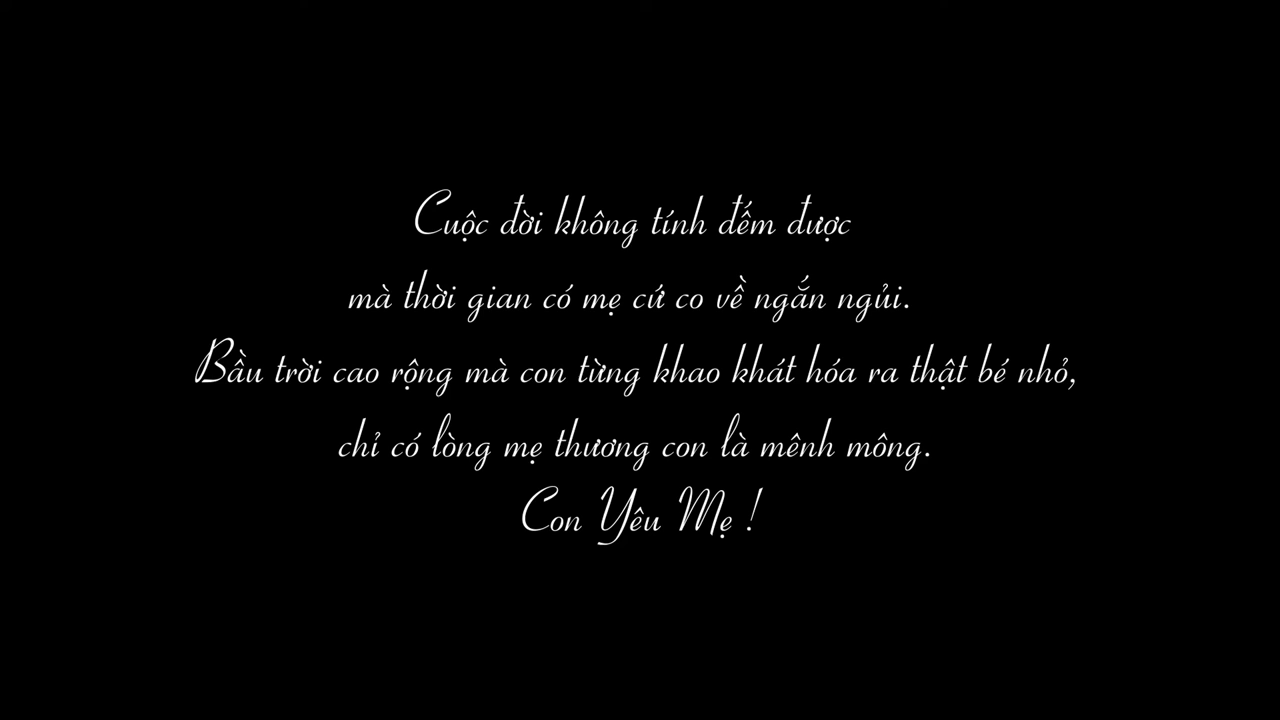 Cuộc đời không tính đếm được
mà thời gian có mẹ cứ co về ngắn ngủi.
Bầu trời cao rộng mà con từng khao khát hóa ra thật bé nhỏ,
chỉ có lòng mẹ thương con là mênh mông.
Con Yêu Mẹ !